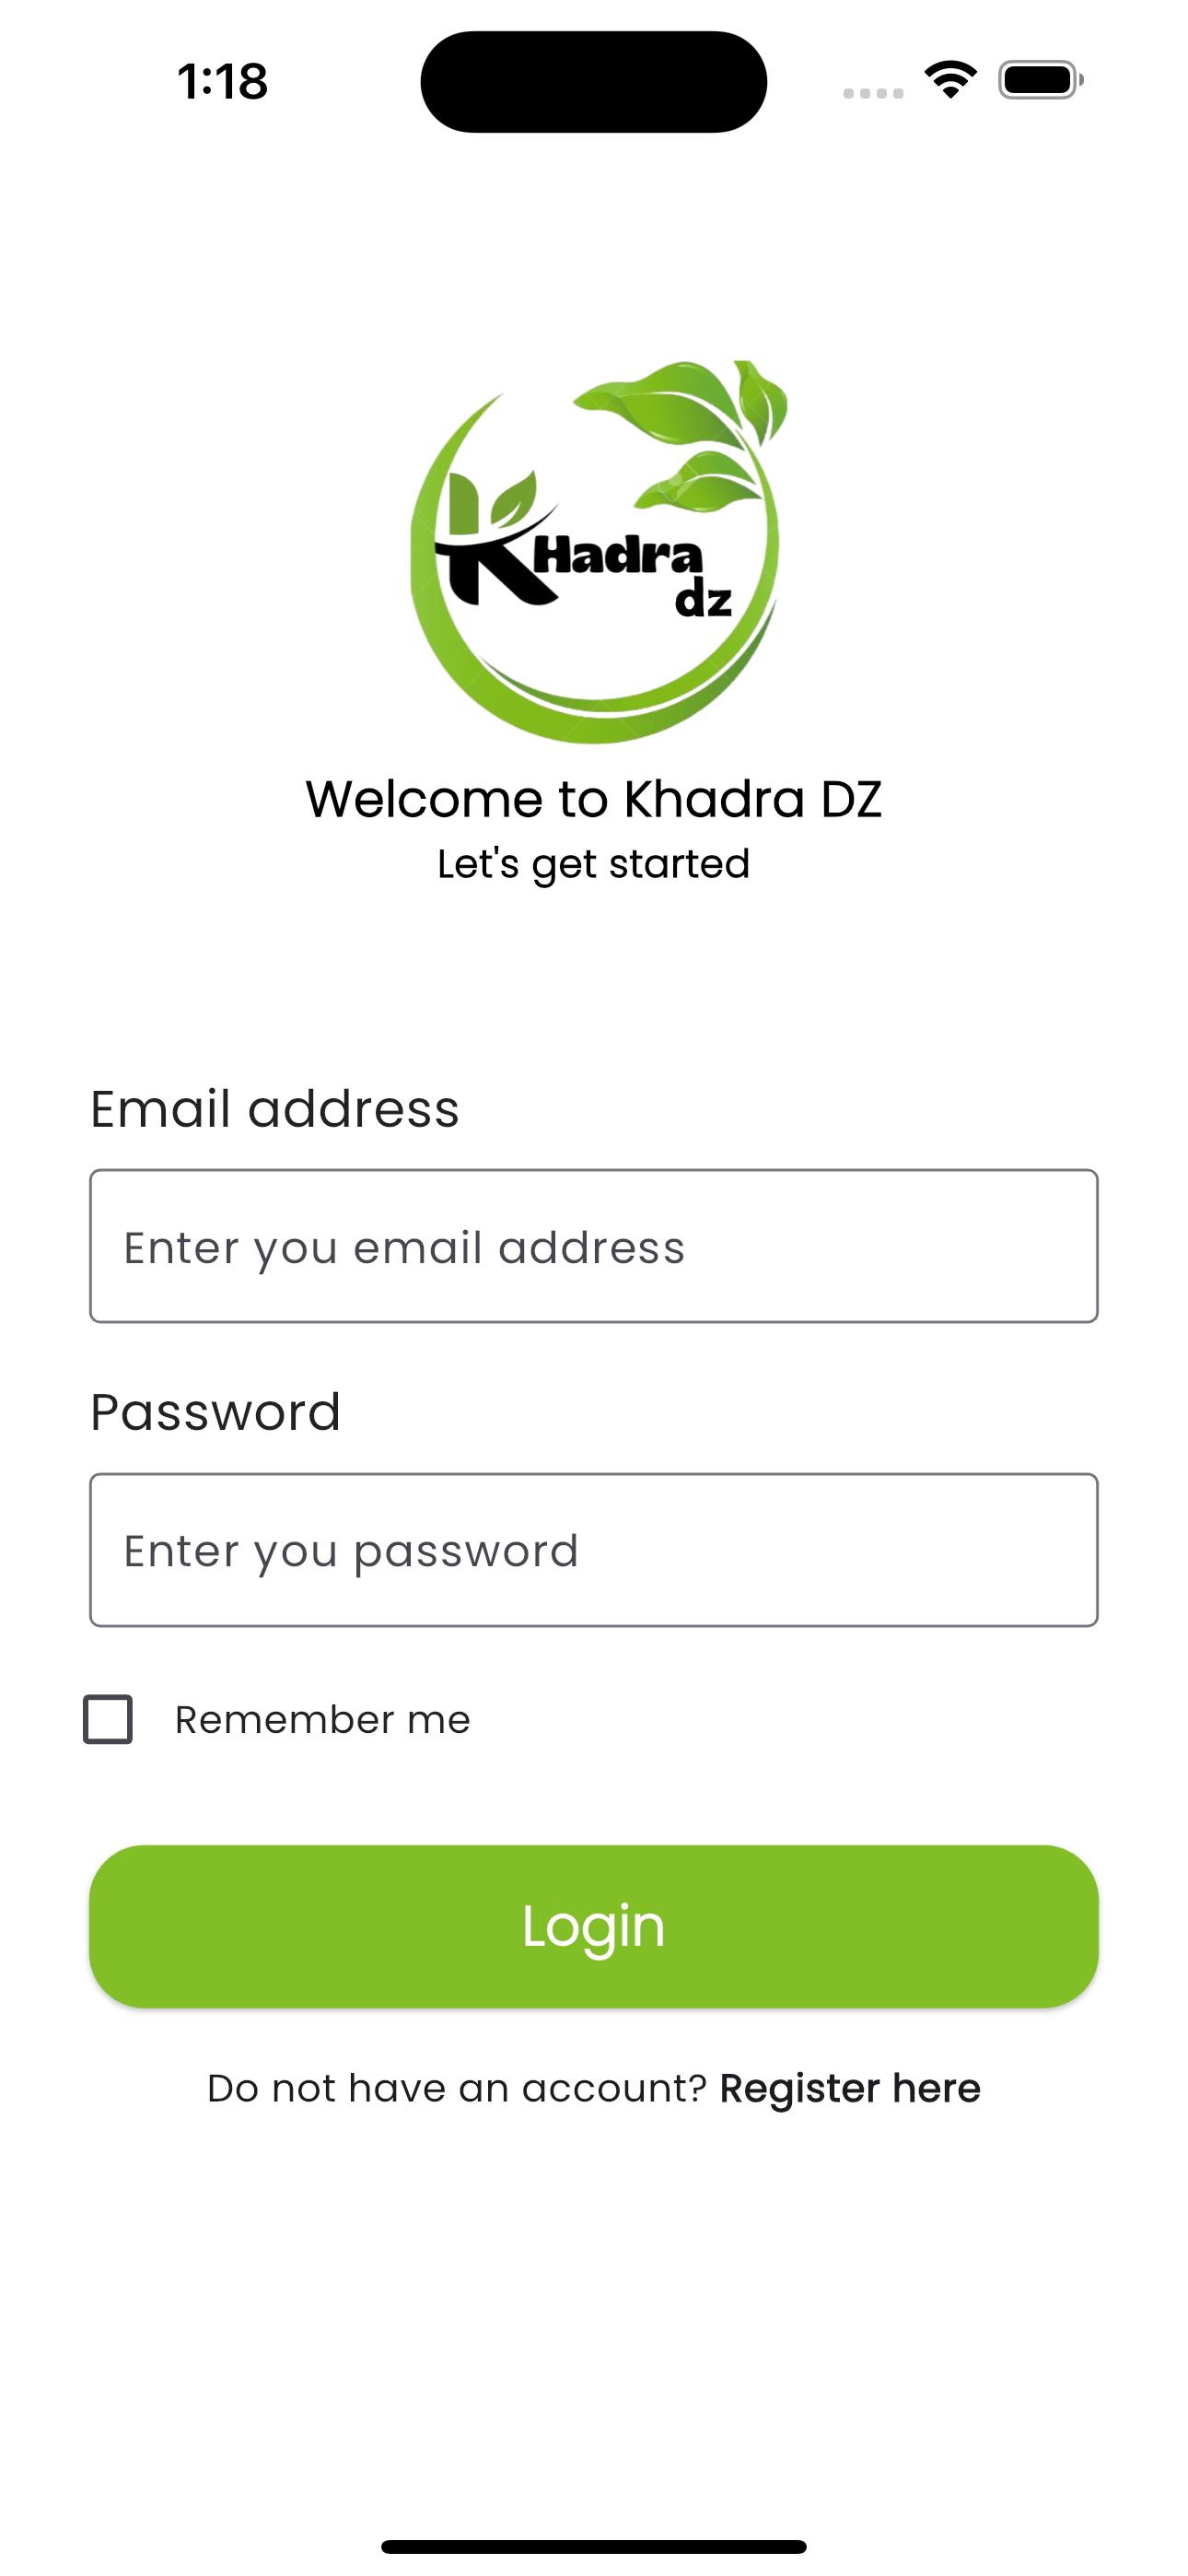 1:18
KHadra
dz
Welcome to Khadra DZ
Let's get started
Email address
Enter you email address
Password
Enter you password
Remember me
Login
Do not have an account? Register here